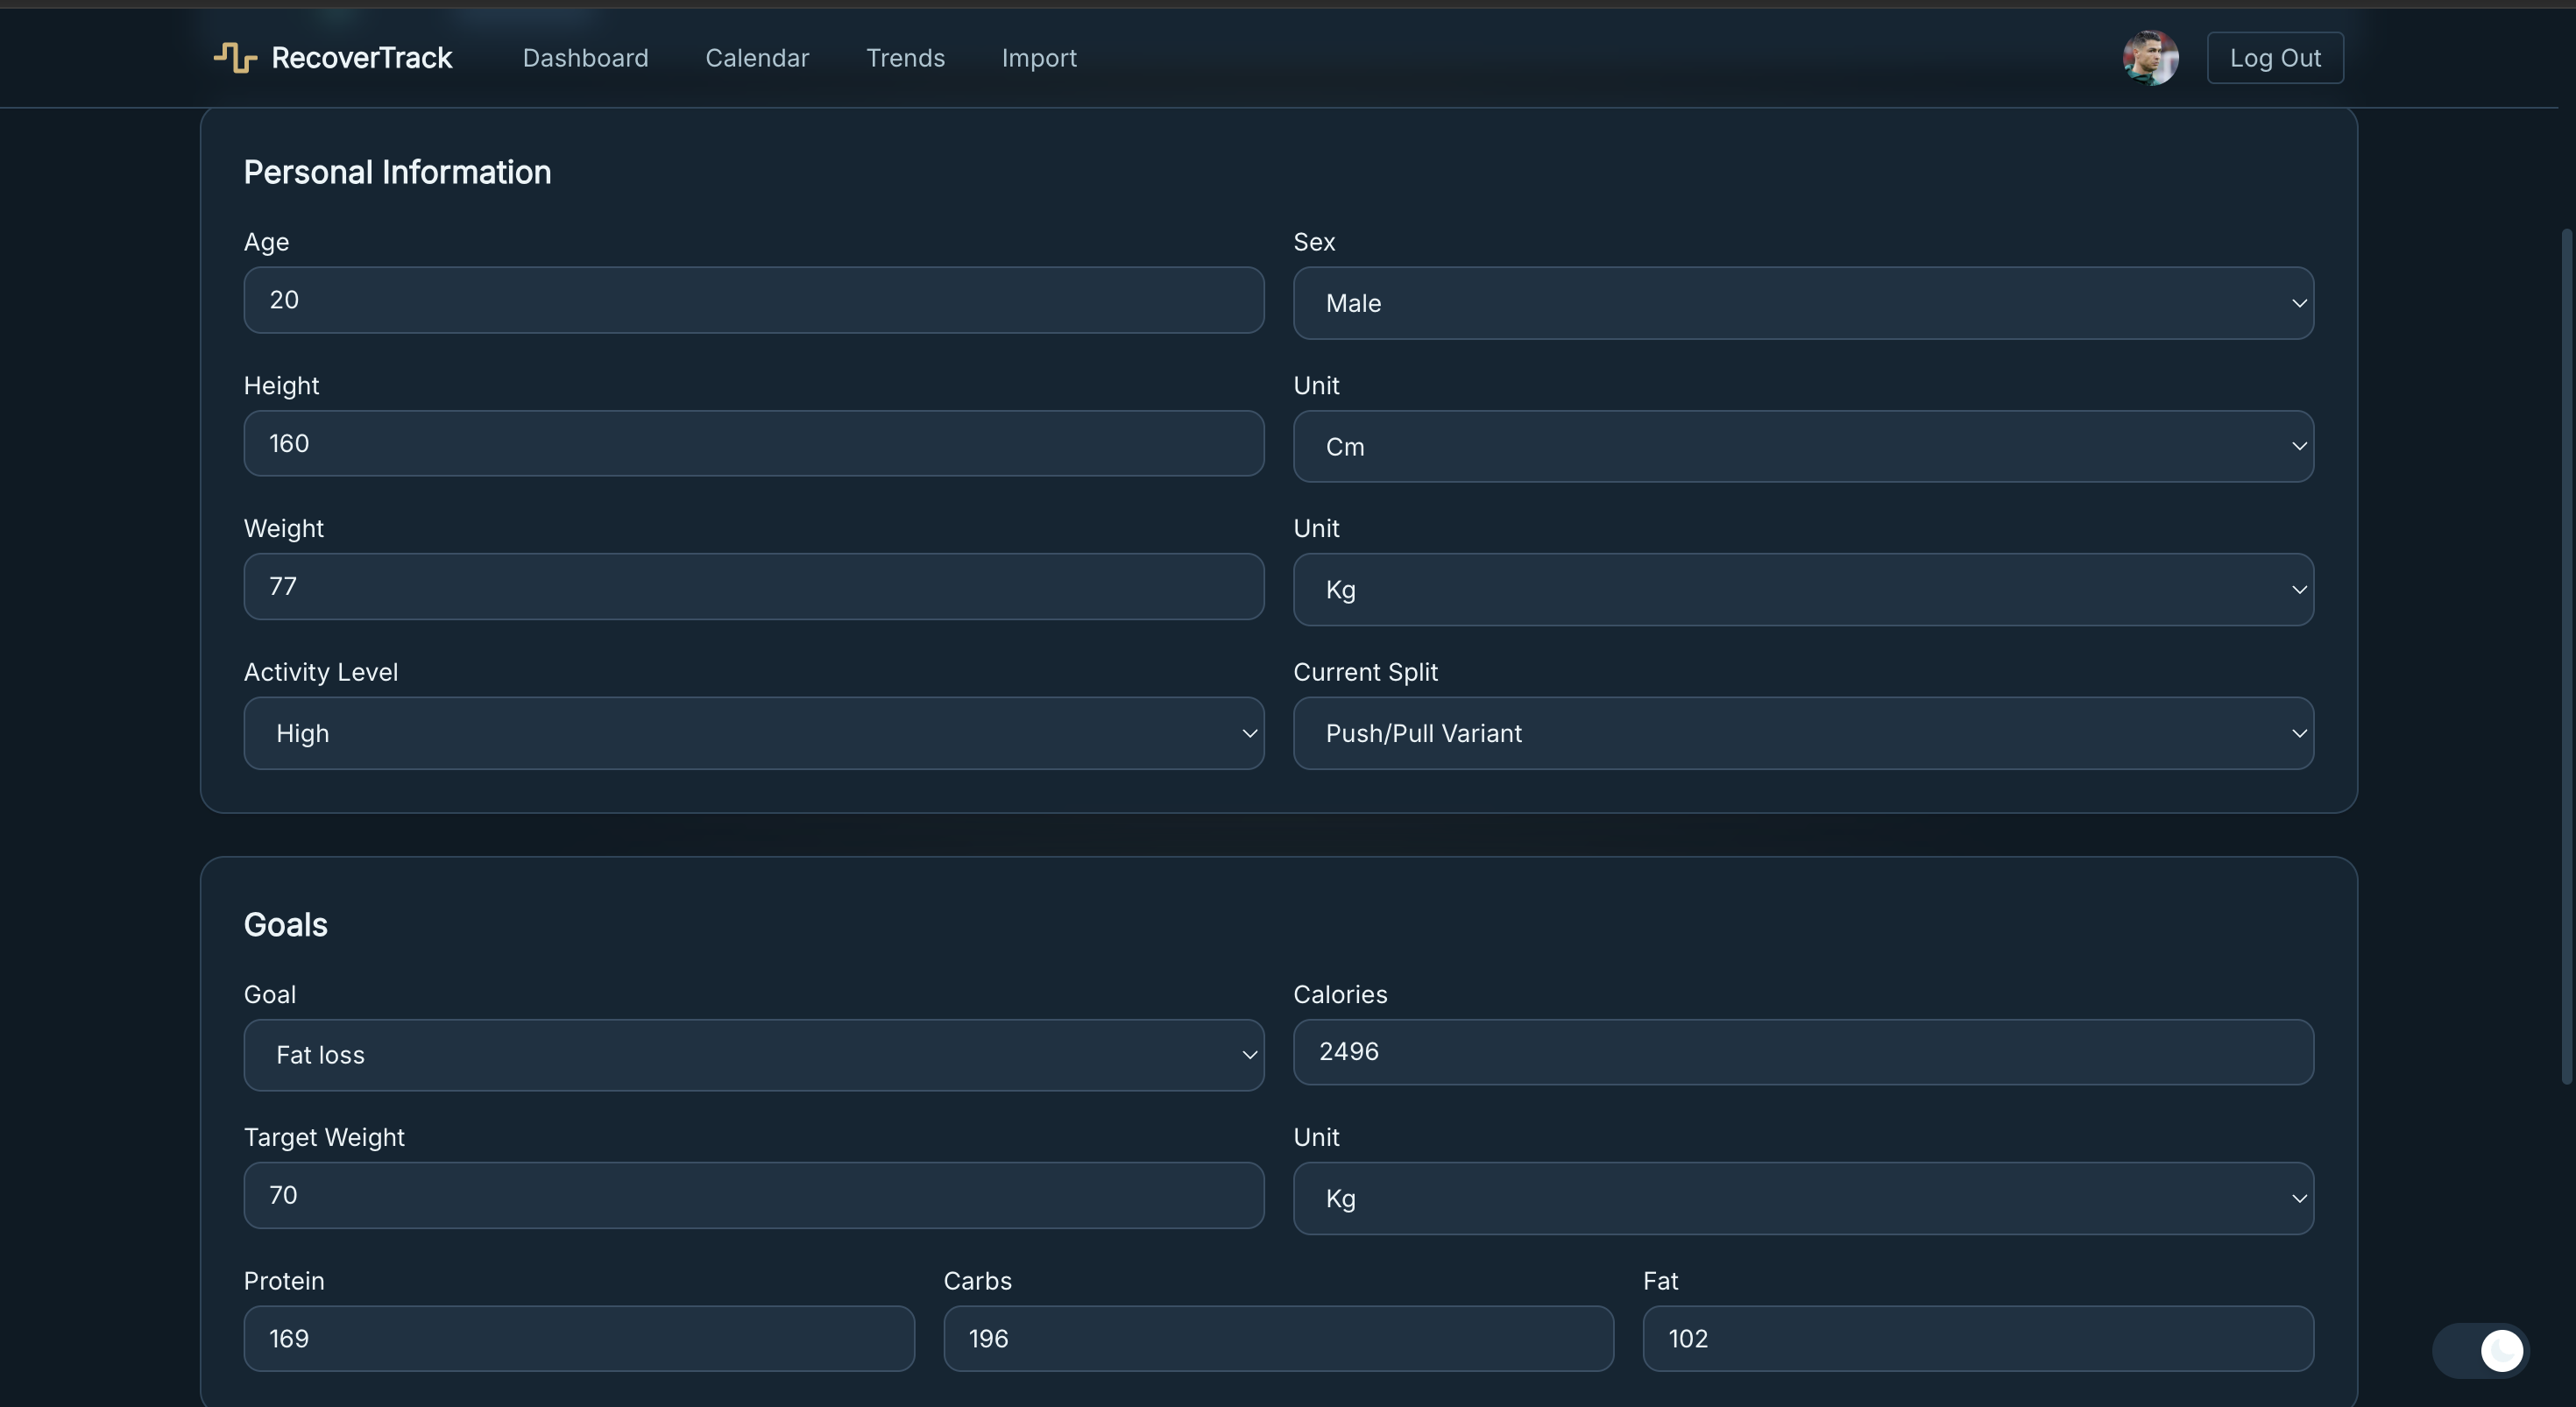 RecoverTrack Dashboard Calendar Trends Import Log Out
Personal Information
Age Sex
20 Male
Height Unit
160 Cm
Weight Unit
77 Kg
Activity Level Current Split
High Push/Pull Variant
Goals
Goal Calories
Fat loss 2496
Target Weight Unit
70 Kg
Protein Carbs Fat
169 196 102